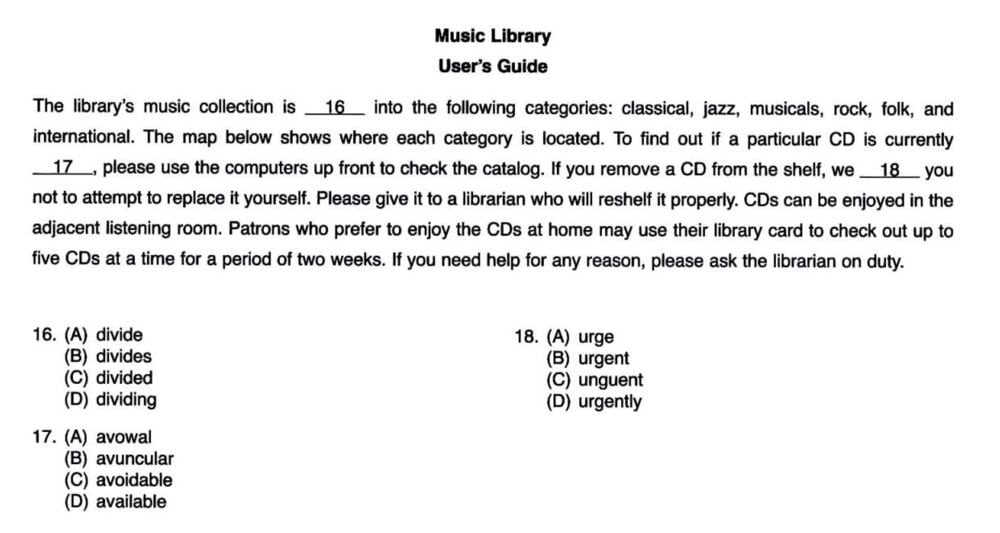 Music Library
User's Guide
The library's music collection is 16 into the following categories: classical, jazz, musicals, rock, folk, and
international. The map below shows where each category is located. To find out if a particular CD is currently
17 , please use the computers up front to check the catalog. If you remove a CD from the shelf, we 18 you
not to attempt to replace it yourself. Please give it to a librarian who will reshelf it properly. CDs can be enjoyed in the
adjacent listening room. Patrons who prefer to enjoy the CDs at home may use their library card to check out up to
five CDs at a time for a period of two weeks. If you need help for any reason, please ask the librarian on duty.
16. (A) divide
(B) divides
(C) divided
(D) dividing
17. (A) avowal
(B) avuncular
(C) avoidable
(D) available
18. (A) urge
(B) urgent
(C) unguent
(D) urgently